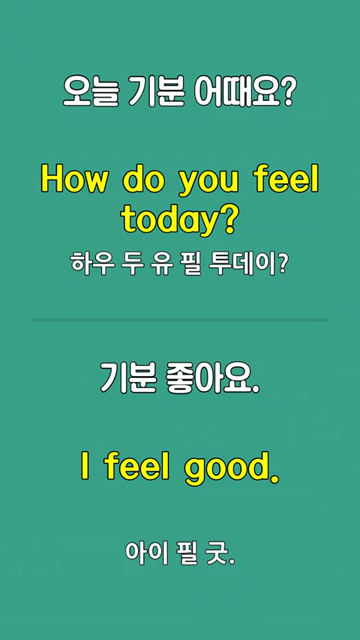 오늘 기분 어때요?
How do you feel
today?
하우 두 유 필 투데이?
기분 좋아요.
I feel good.
아이 필 굿.